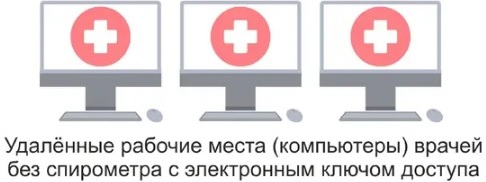 Удалённые рабочие места (компьютеры) врачей
без спирометра с электронным ключом доступа